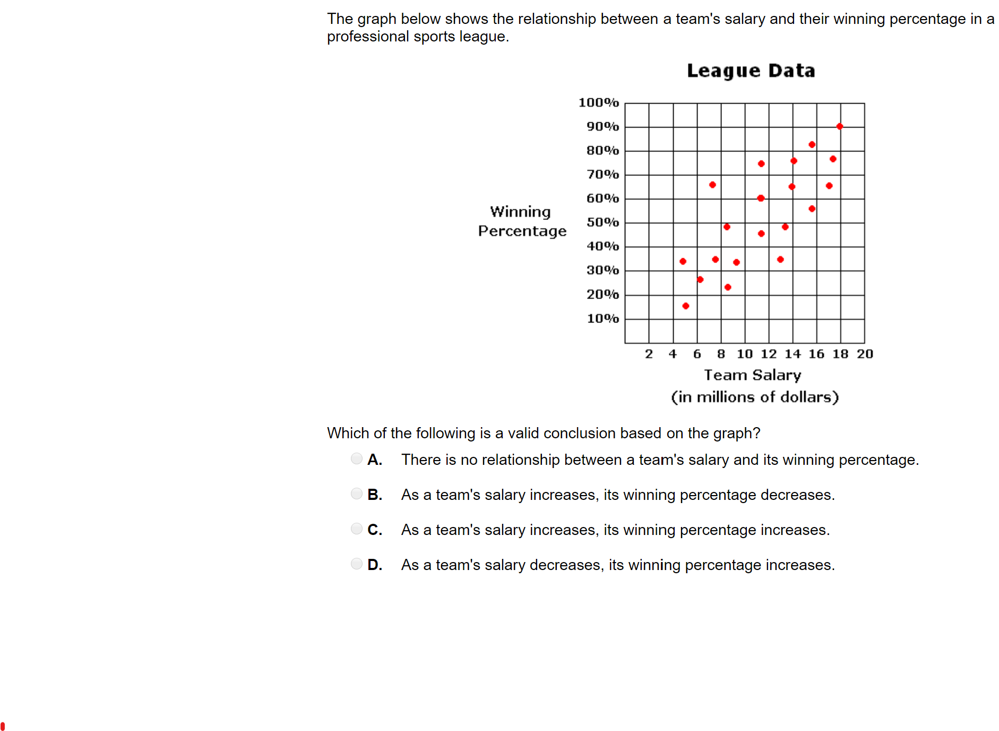 The graph below shows the relationship between a team's salary and their winning percentage in a
professional sports league.
League Data
100%
90%
80%
70%
60%
50%
40%
30%
20%
10%
Winning
Percentage
2 4 6 8 10 12 14 16 18 20
Team Salary
(in millions of dollars)
Which of the following is a valid conclusion based on the graph?
A. There is no relationship between a team's salary and its winning percentage.
B. As a team's salary increases, its winning percentage decreases.
C. As a team's salary increases, its winning percentage increases.
D. As a team's salary decreases, its winning percentage increases.